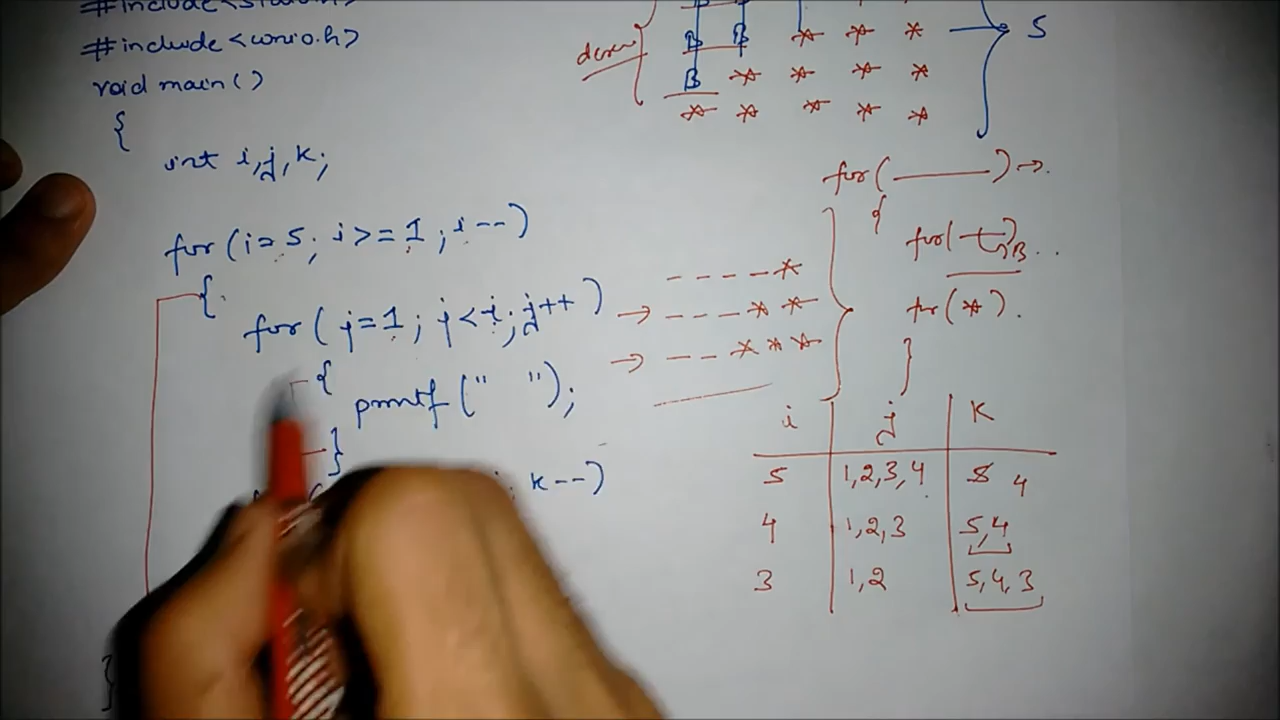 #include<conio.h>
void main()
{
int i,j,k;
for(i=5; i>=1; i--)
{
for(j=1; j<i; j++)
{
printf(" ");
}
k--)
}
B B * * *
B * * * *
* * * * *
5
for( ——— ) →
{
for(
B ..
for(*).
}
- - - - *
→ - - - * *
→ - - * * *
i j K
5 1,2,3,4 5 4
4 1,2,3 5,4
3 1,2 5,4,3